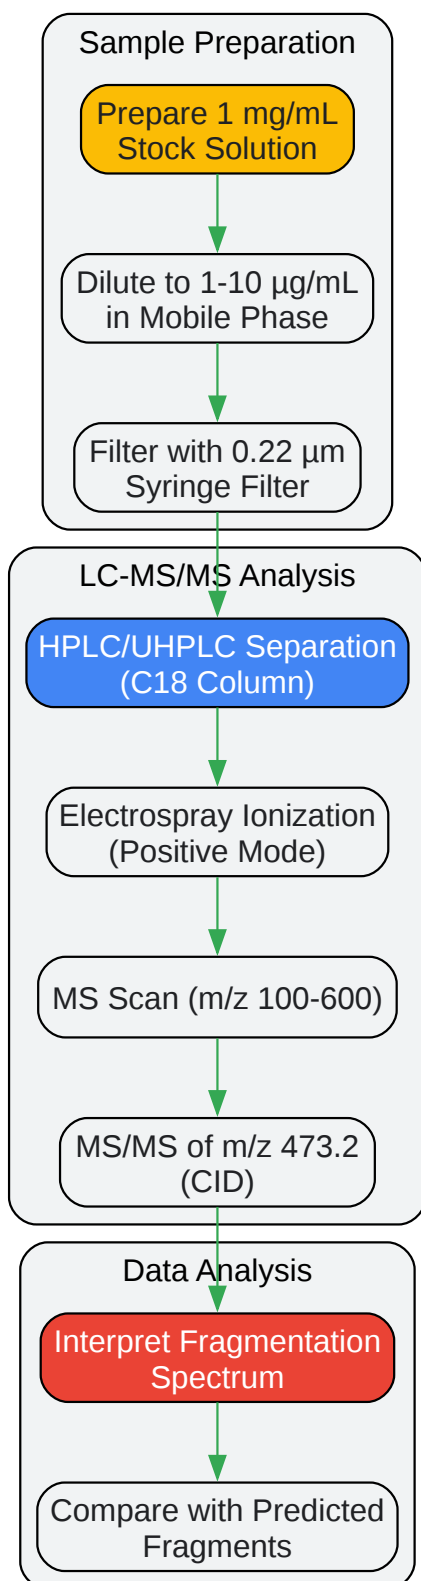 Sample Preparation
Prepare 1 mg/mL
Stock Solution
Dilute to 1-10 µg/mL
in Mobile Phase
Filter with 0.22 µm
Syringe Filter
LC-MS/MS Analysis
HPLC/UHPLC Separation
(C18 Column)
Electrospray Ionization
(Positive Mode)
MS Scan (m/z 100-600)
MS/MS of m/z 473.2
(CID)
Data Analysis
Interpret Fragmentation
Spectrum
Compare with Predicted
Fragments